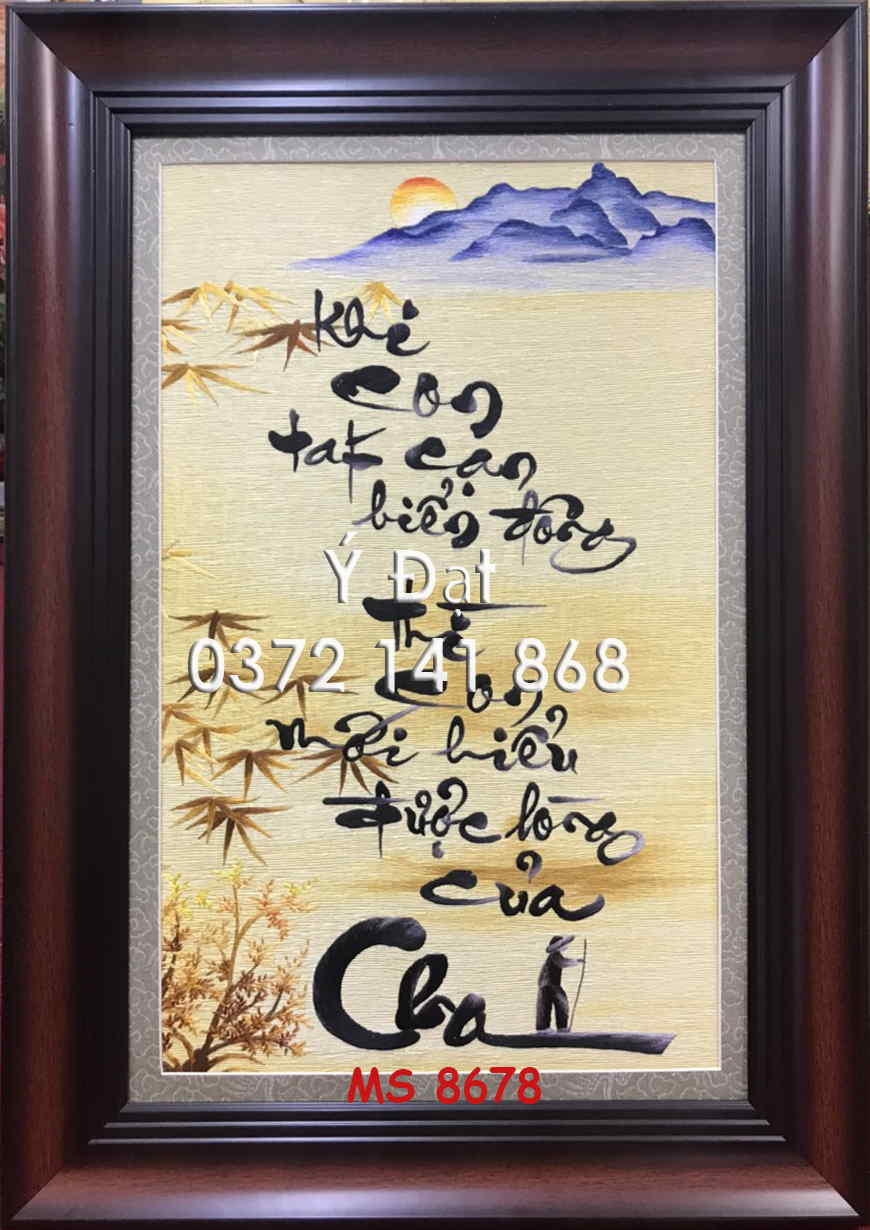 Khi
Con
tát cạn
biển đông
Ý Đạt
thì
0372 141 868
Con
mới hiểu
được lòng
của
Cha
MS 8678